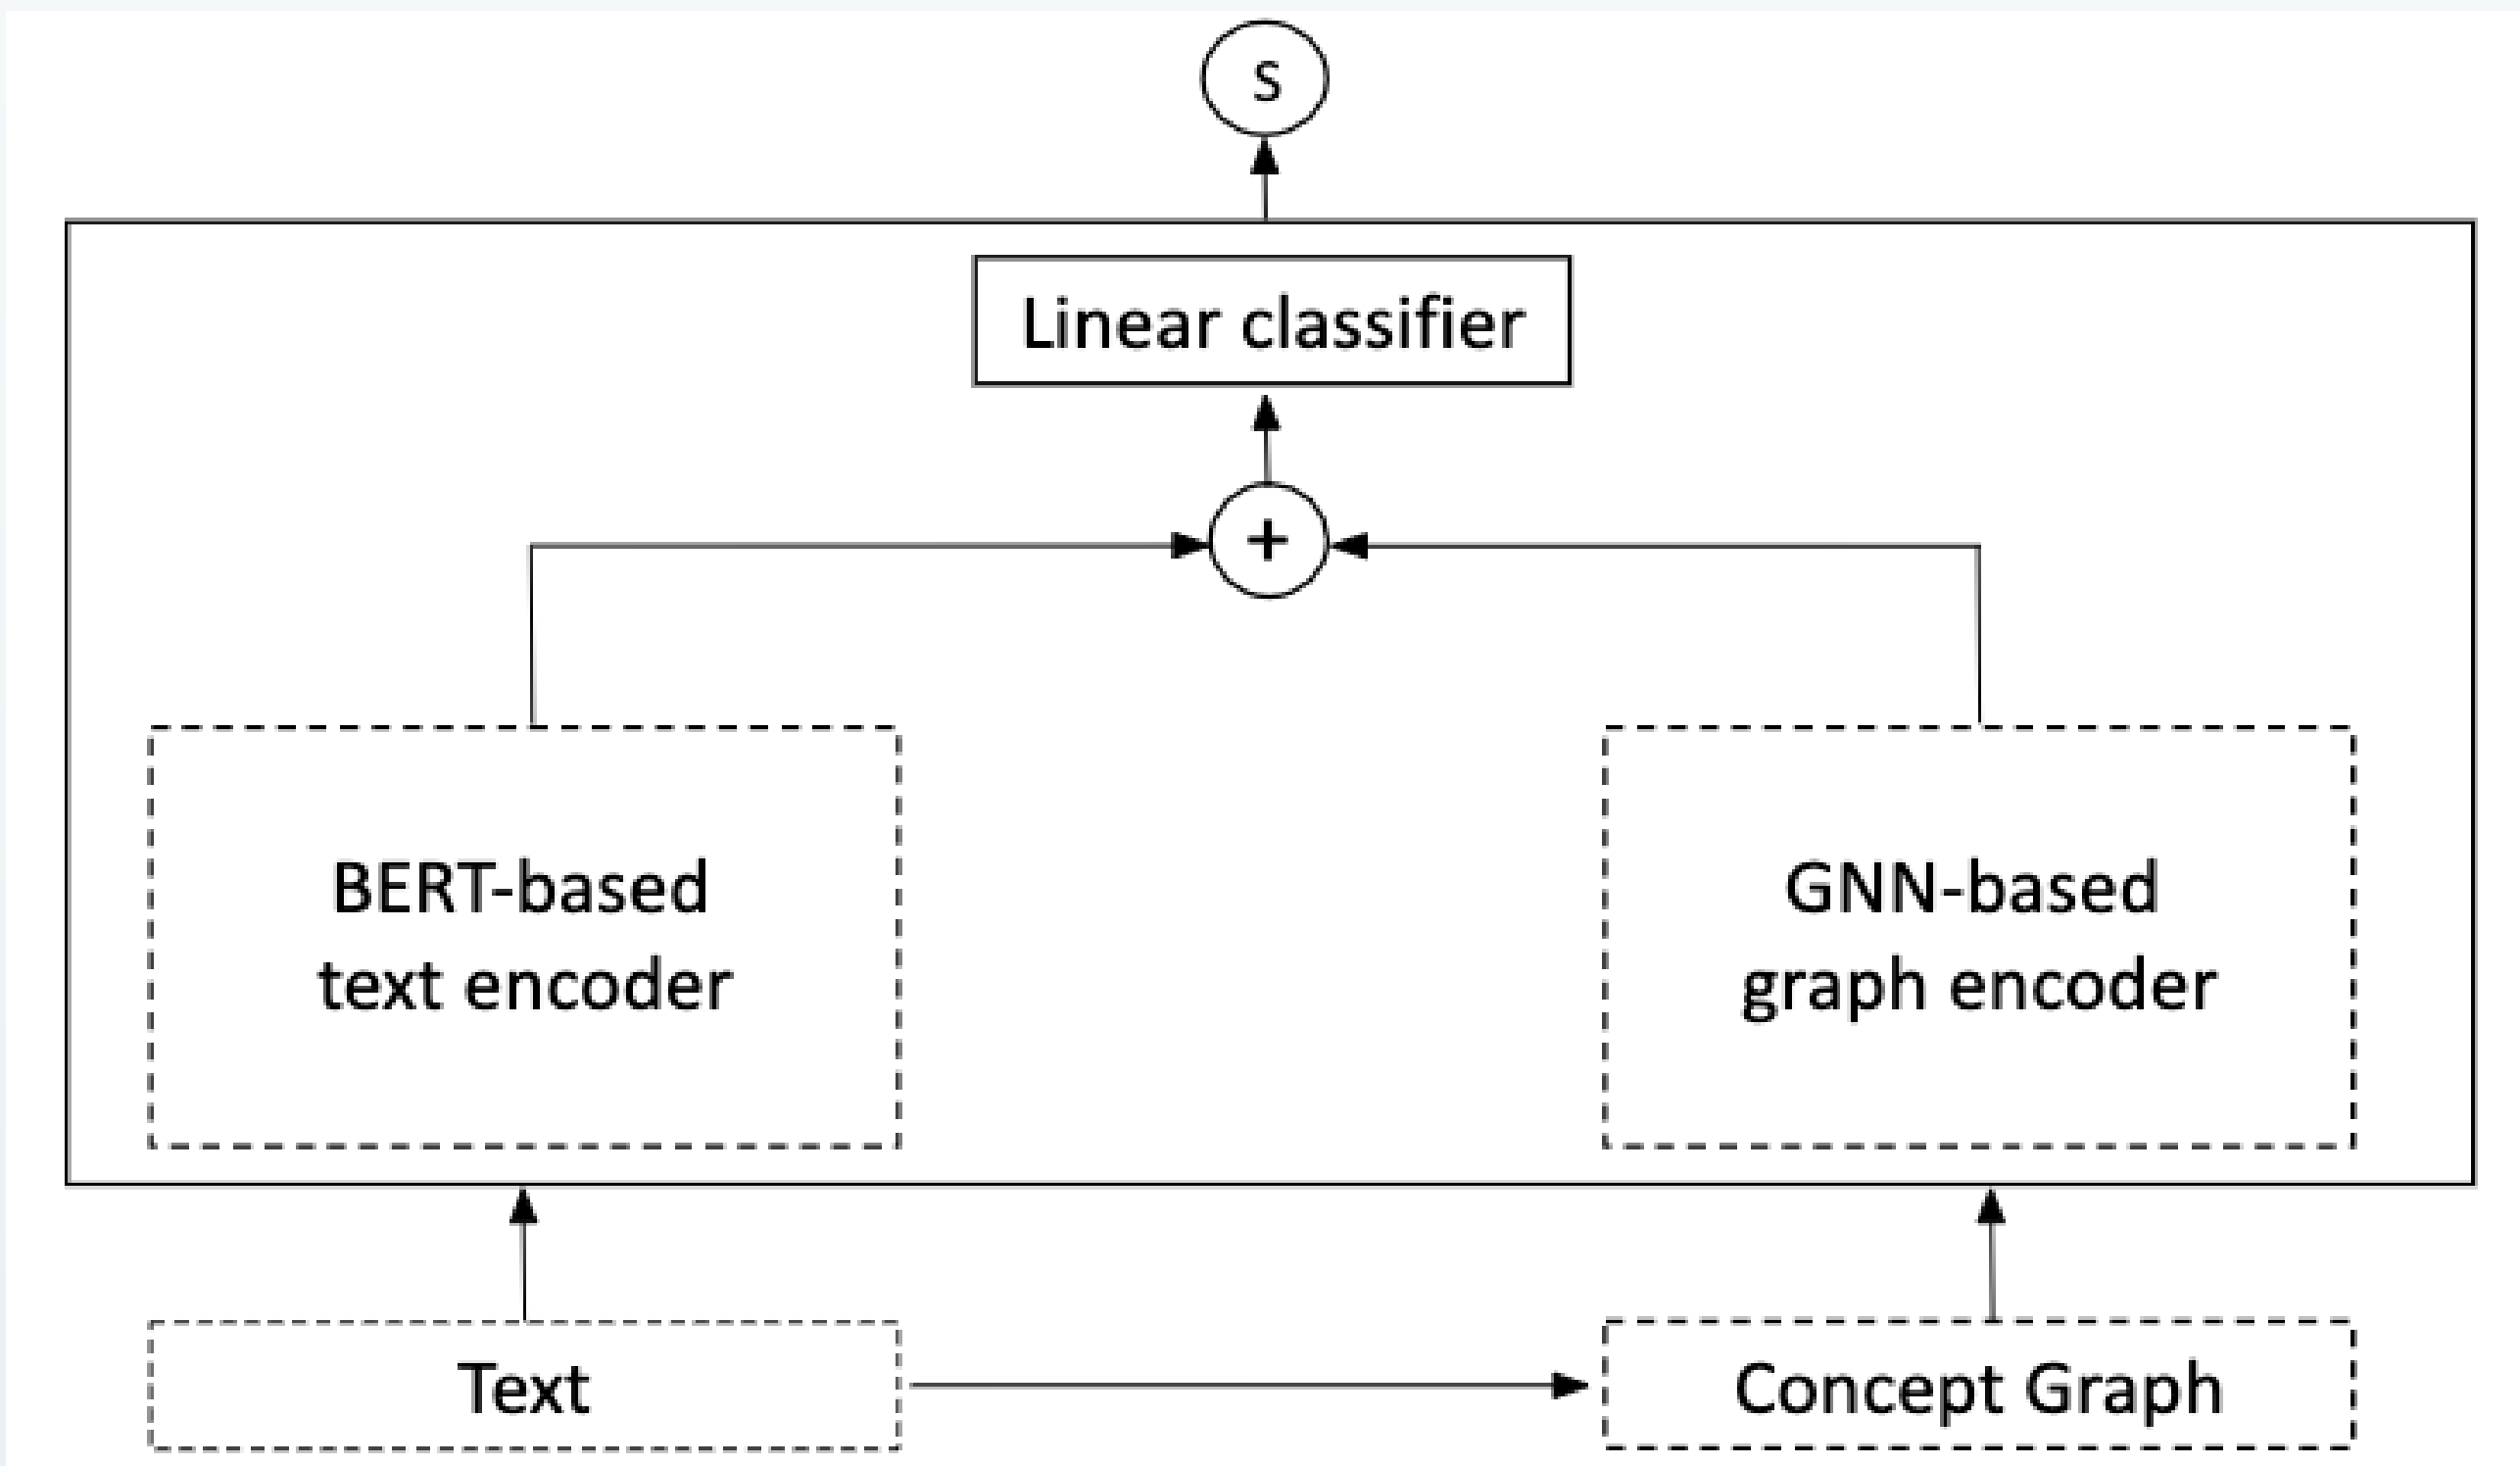 S
Linear classifier
+
BERT-based
text encoder
GNN-based
graph encoder
Text
Concept Graph